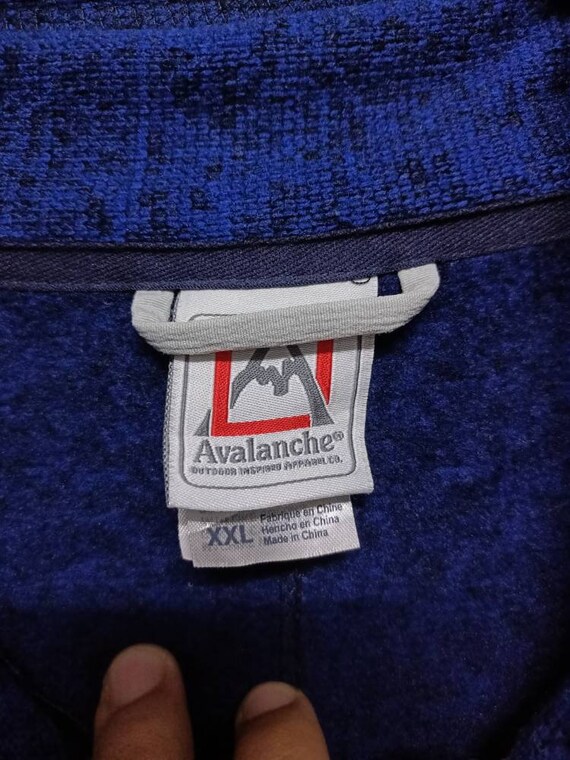 Avalanche®
OUTDOOR INSPIRED APPAREL CO.
XXL
Fabriqué en Chine
Hencho en China
Made in China